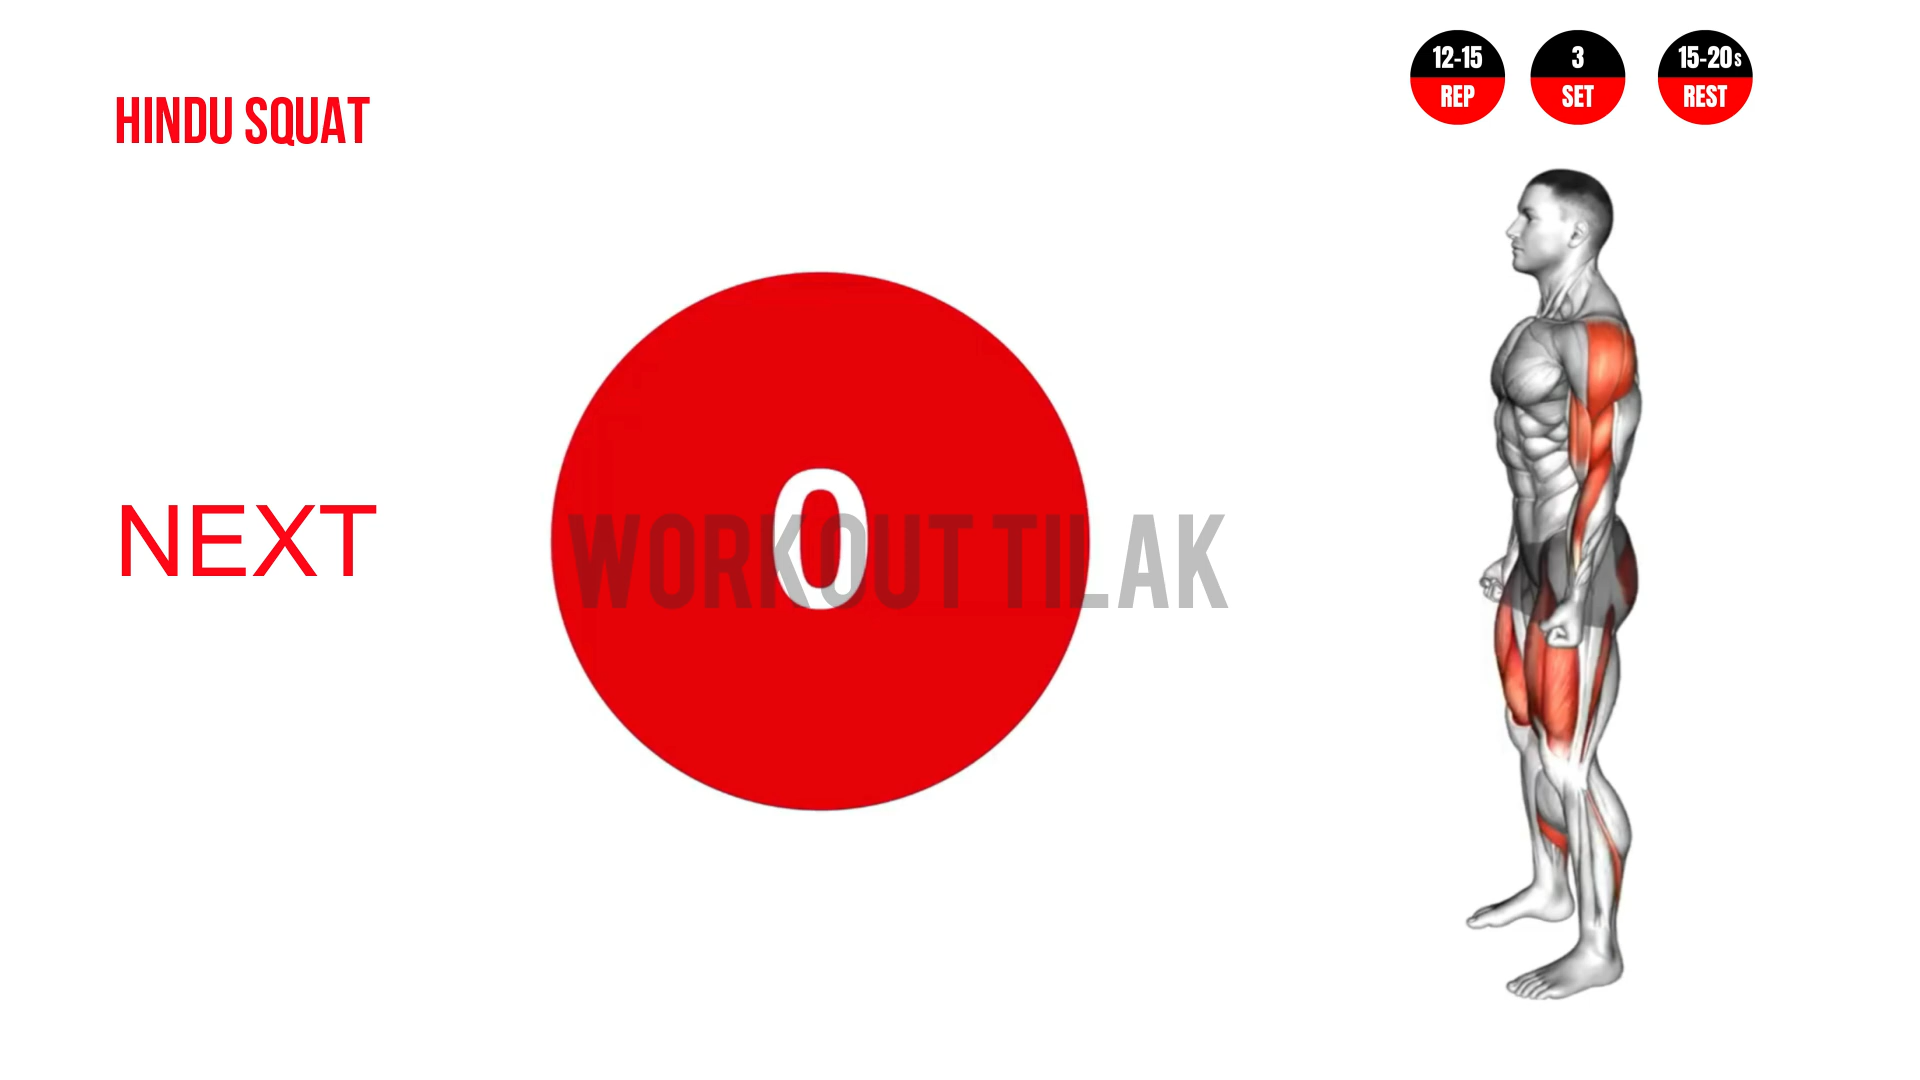 12-15
REP
3
SET
15-20s
REST
HINDU SQUAT
NEXT
0
WORKOUT TILAK